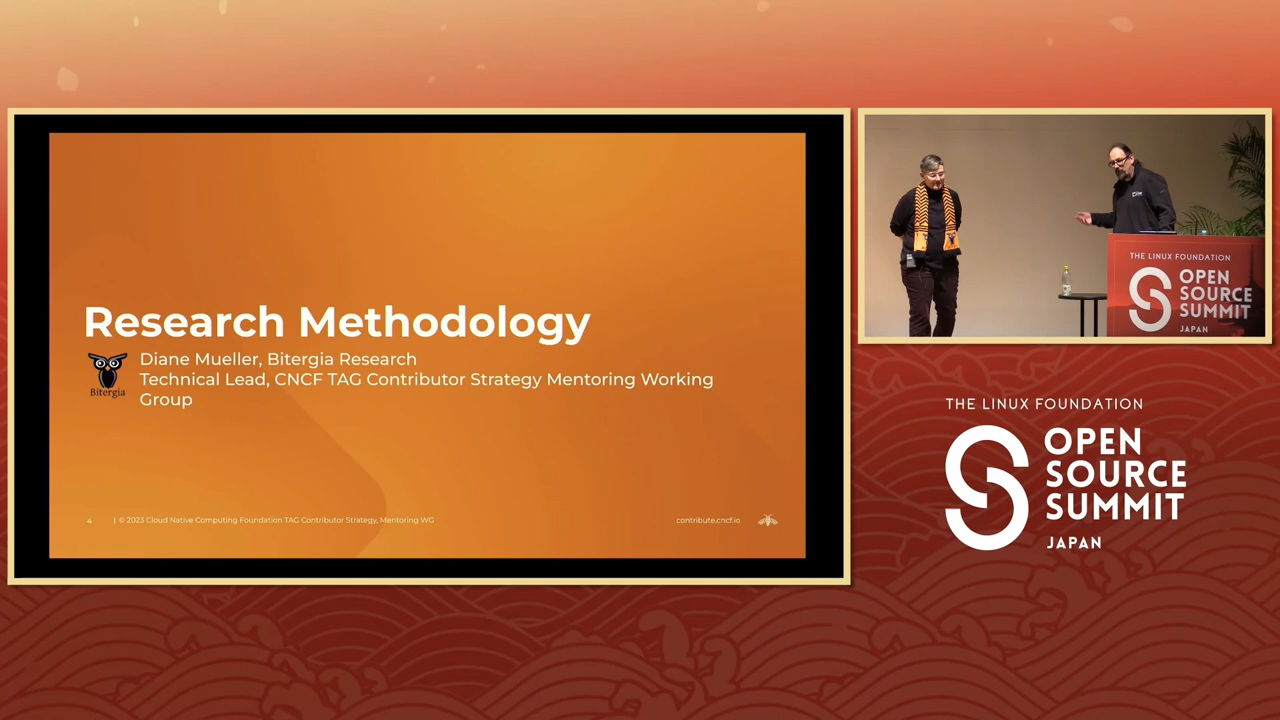 Research Methodology
Diane Mueller, Bitergia Research
Technical Lead, CNCF TAG Contributor Strategy Mentoring Working
Group
Bitergia
4 | © 2023 Cloud Native Computing Foundation TAG Contributor Strategy, Mentoring WG
contribute.cncf.io
THE LINUX FOUNDATION
OPEN
SOURCE
SUMMIT
JAPAN
THE LINUX FOUNDATION
OPEN
SOURCE
SUMMIT
JAPAN